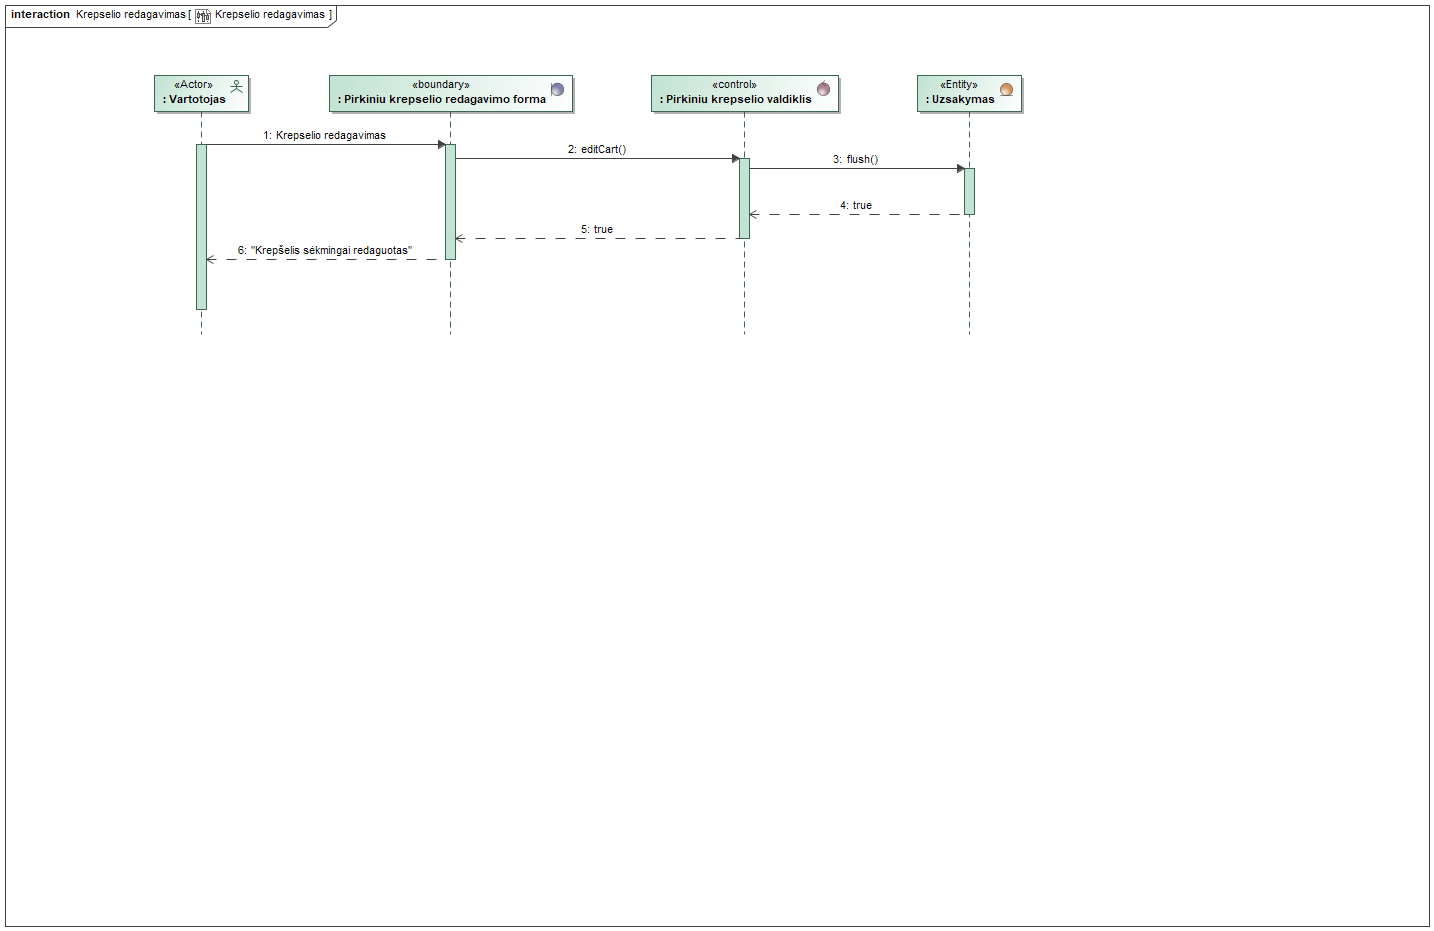 interaction Krepselio redagavimas [ Krepselio redagavimas ]
«Actor»
: Vartotojas
«boundary»
: Pirkiniu krepselio redagavimo forma
«control»
: Pirkiniu krepselio valdiklis
«Entity»
: Uzsakymas
1: Krepselio redagavimas
2: editCart()
3: flush()
4: true
5: true
6: "Krepšelis sėkmingai redaguotas"